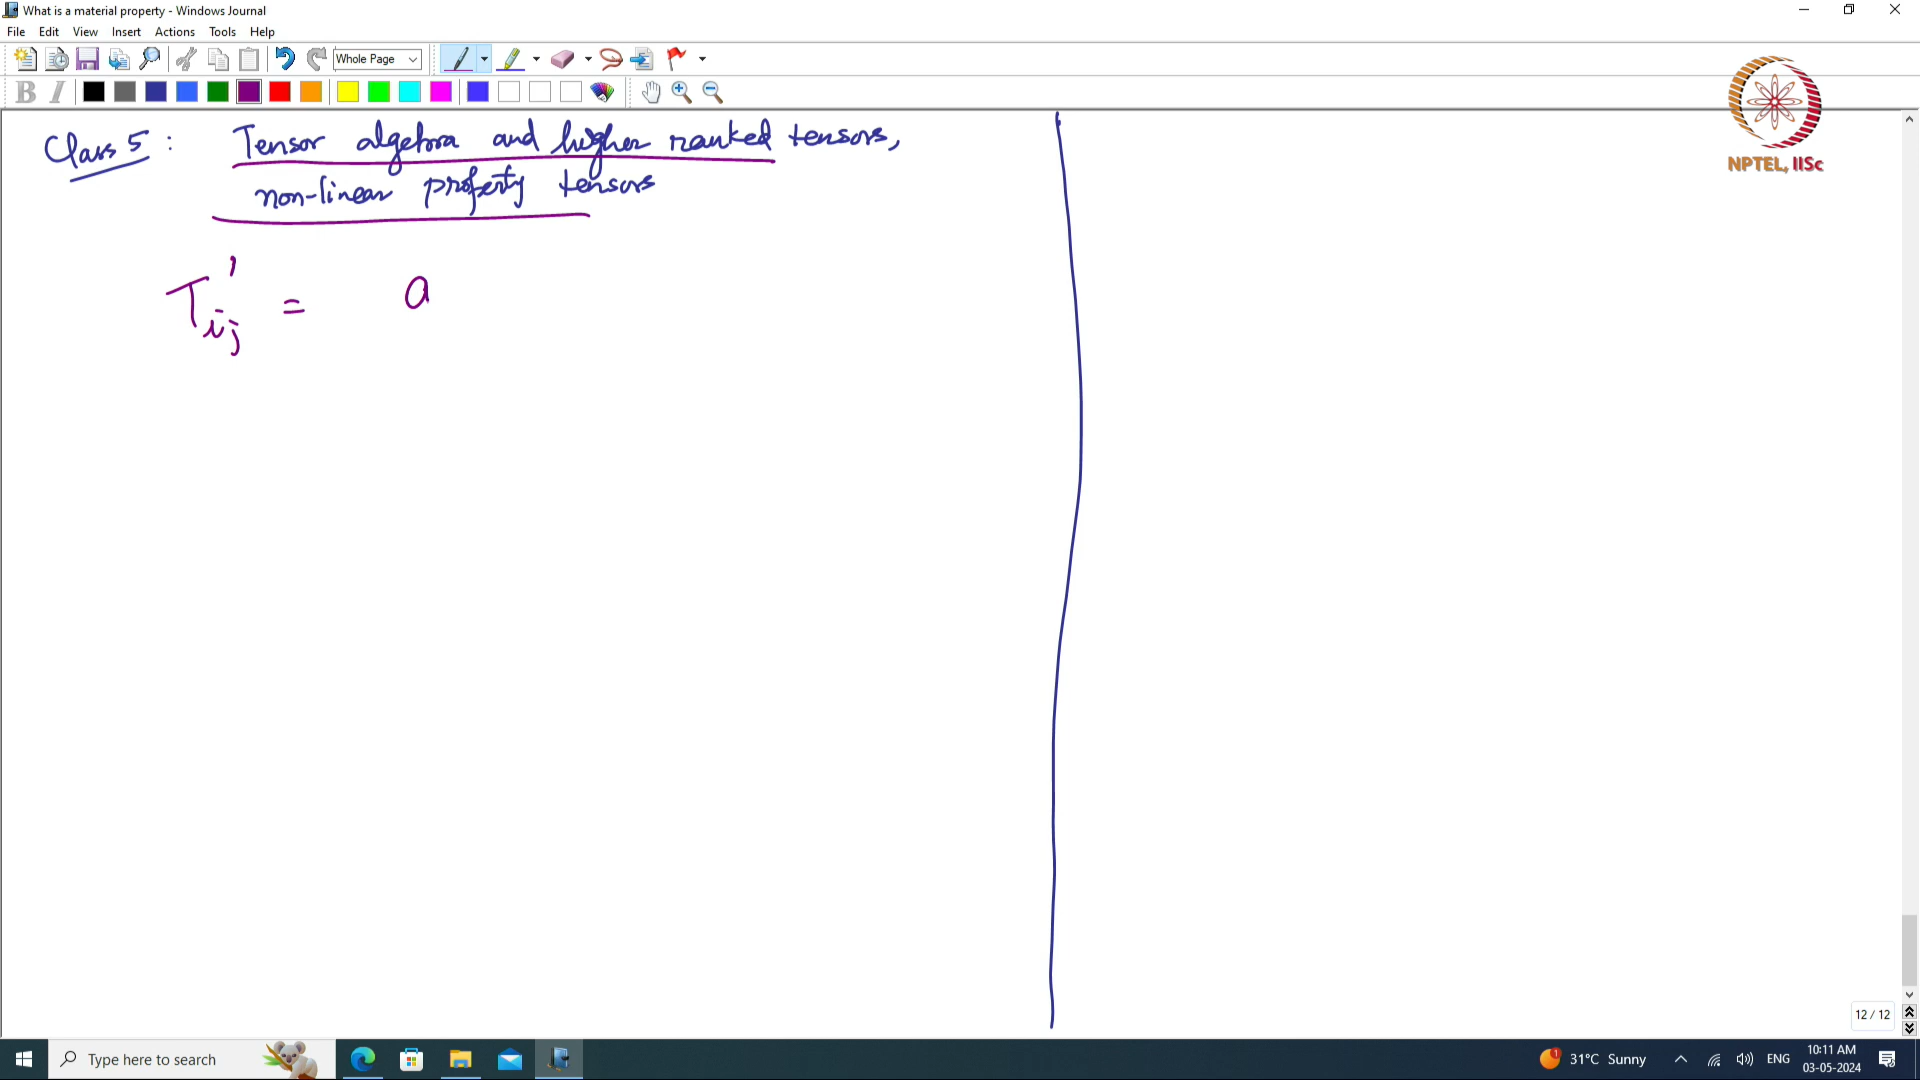 What is a material property - Windows Journal
File Edit View Insert Actions Tools Help
Whole Page
B I
NPTEL, IISc
Class 5 : Tensor algebra and higher ranked tensors,
non-linear property tensors
T'ij = a
12 / 12
Type here to search
1 31°C Sunny ENG 10:11 AM
03-05-2024